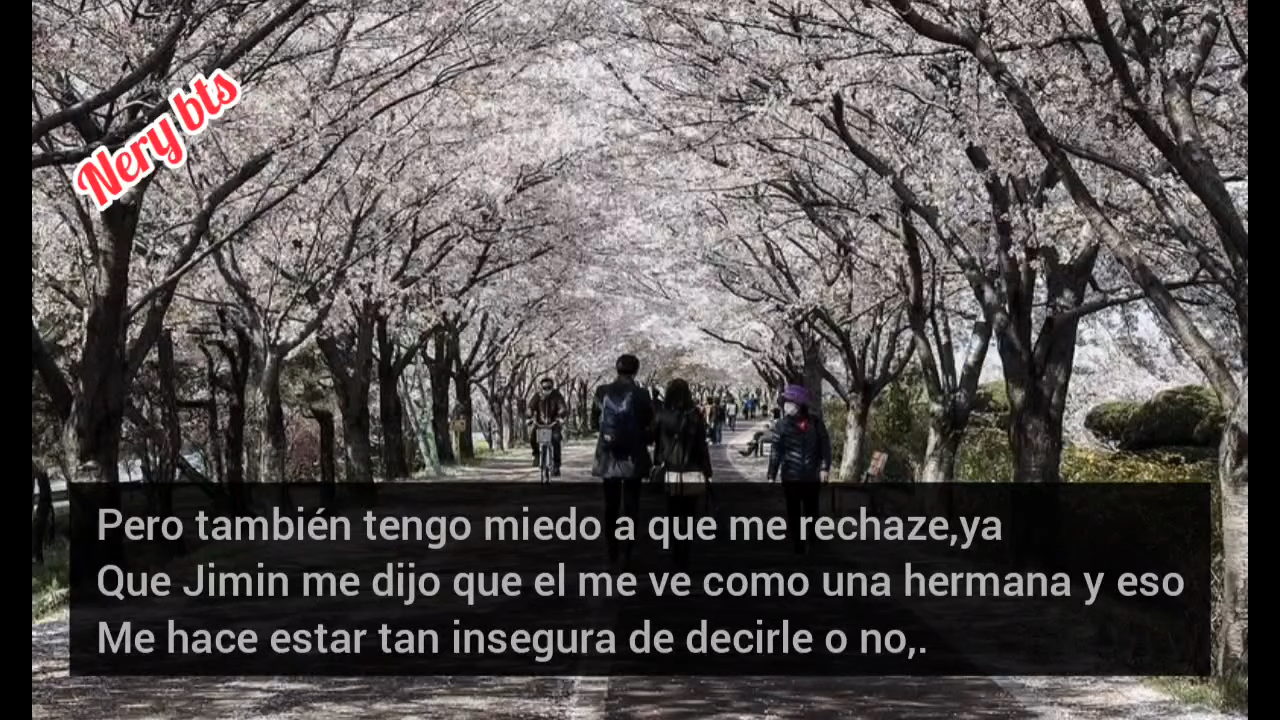 Nery bts
Pero también tengo miedo a que me rechaze,ya
Que Jimin me dijo que el me ve como una hermana y eso
Me hace estar tan insegura de decirle o no,.